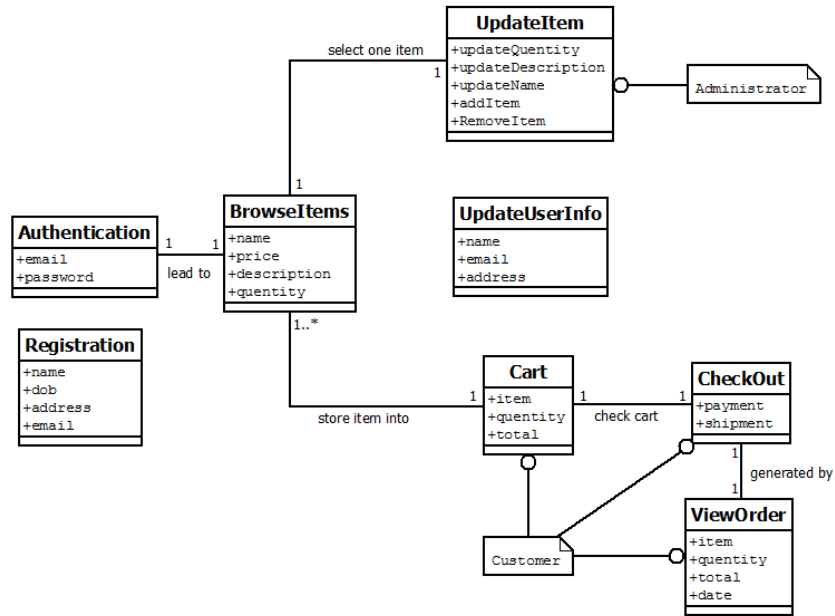 UpdateItem
+updateQuentity
+updateDescription
+updateName
+addItem
+RemoveItem
select one item
1
Administrator
1
BrowseItems
+name
+price
+description
+quentity
UpdateUserInfo
+name
+email
+address
Authentication
+email
+password
1
1
lead to
1..*
Registration
+name
+dob
+address
+email
store item into
1
Cart
+item
+quentity
+total
1
1
check cart
CheckOut
+payment
+shipment
1
generated by
1
ViewOrder
+item
+quentity
+total
+date
Customer